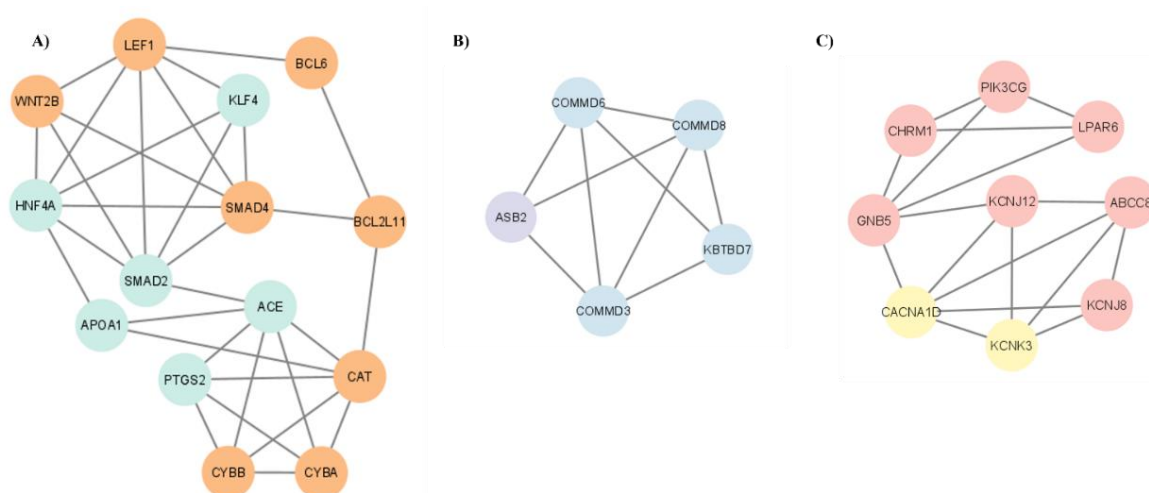 A)
LEF1
BCL6
WNT2B
KLF4
HNF4A
SMAD4
BCL2L11
SMAD2
APOA1
ACE
PTGS2
CAT
CYBB
CYBA
B)
COMMD6
COMMD8
ASB2
KBTBD7
COMMD3
C)
PIK3CG
CHRM1
LPAR6
GNB5
KCNJ12
ABCC8
CACNA1D
KCNJ8
KCNK3